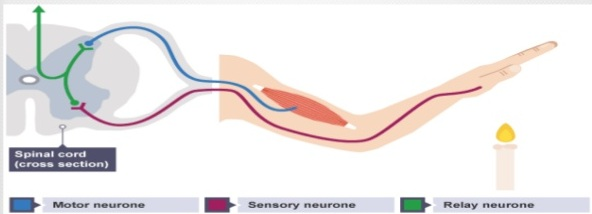 Spinal cord
(cross section)
Motor neurone
Sensory neurone
Relay neurone